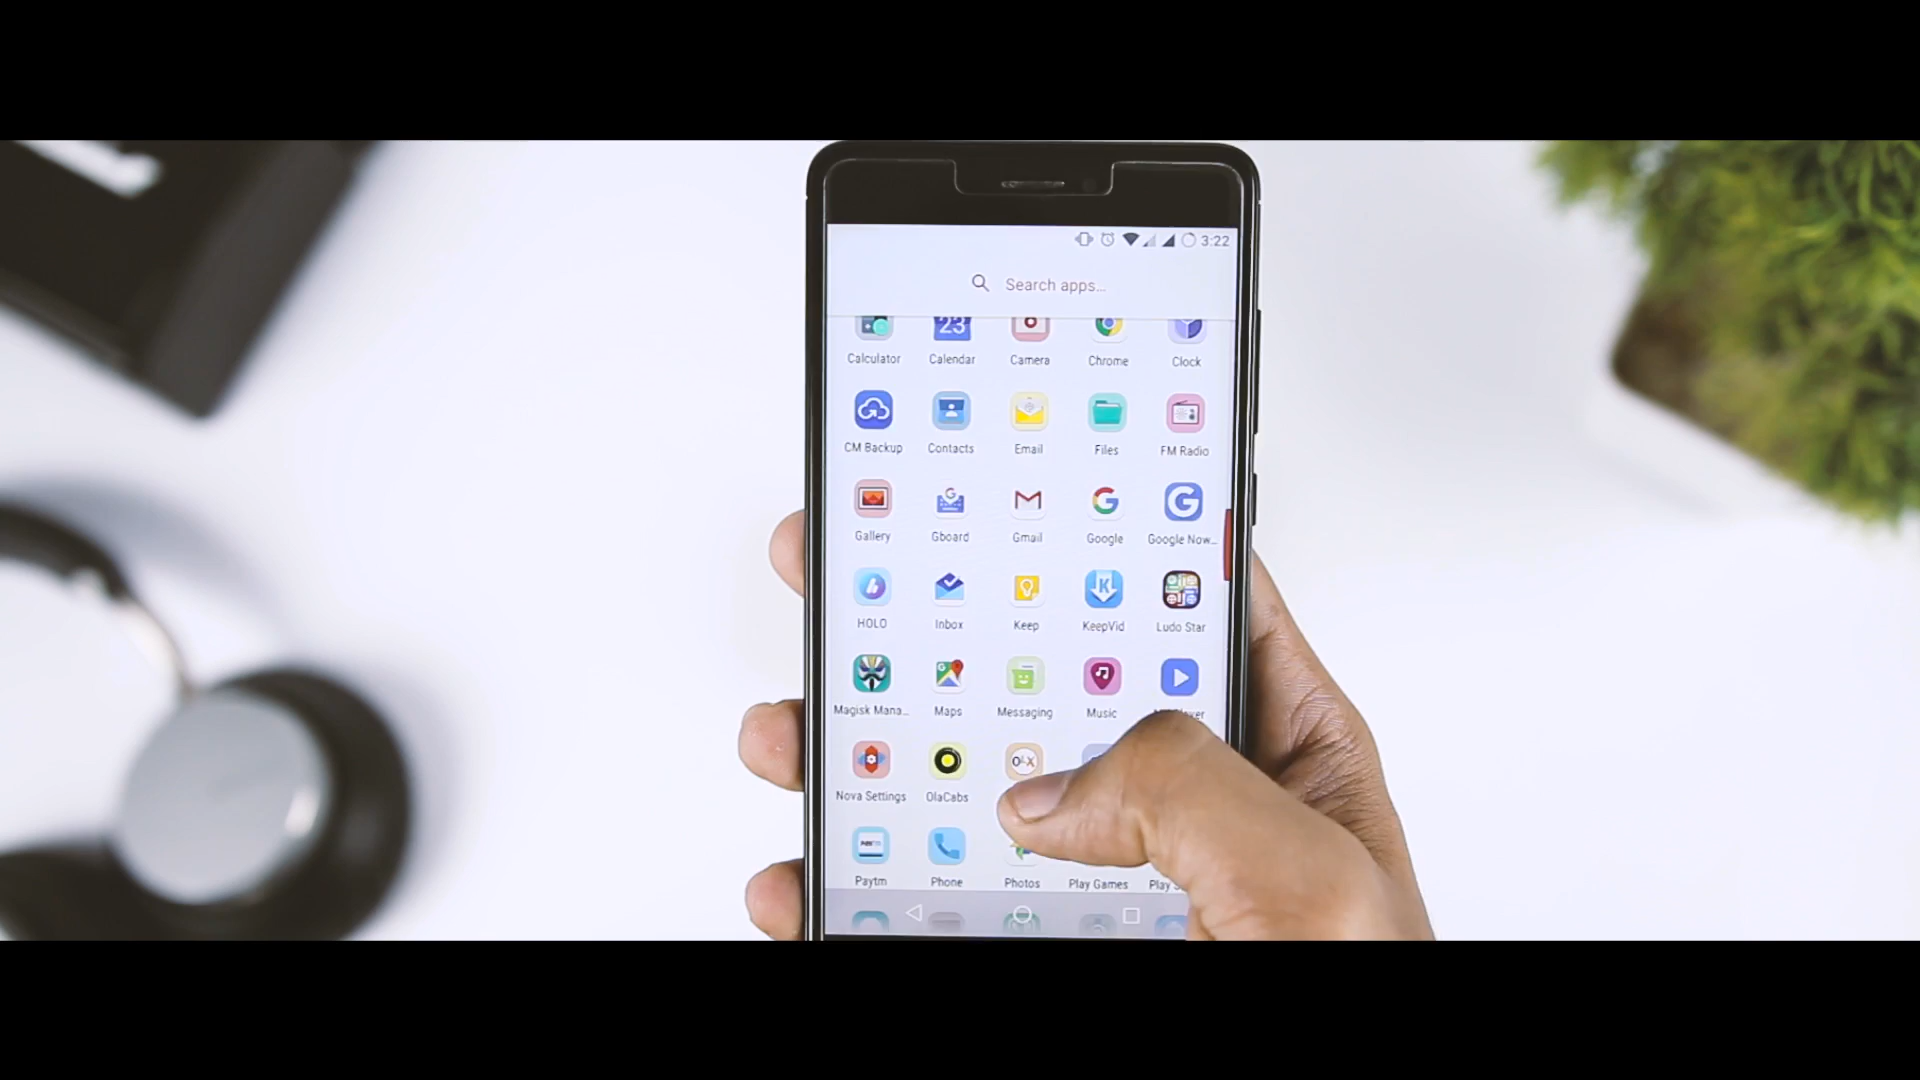 3:22
Search apps...
23
Calculator Calendar Camera Chrome Clock
CM Backup Contacts Email Files FM Radio
Gallery Gboard Gmail Google Google Now...
HOLO Inbox Keep KeepVid Ludo Star
Magisk Mana... Maps Messaging Music
OLX
Nova Settings OlaCabs
Paytm Phone Photos Play Games Play